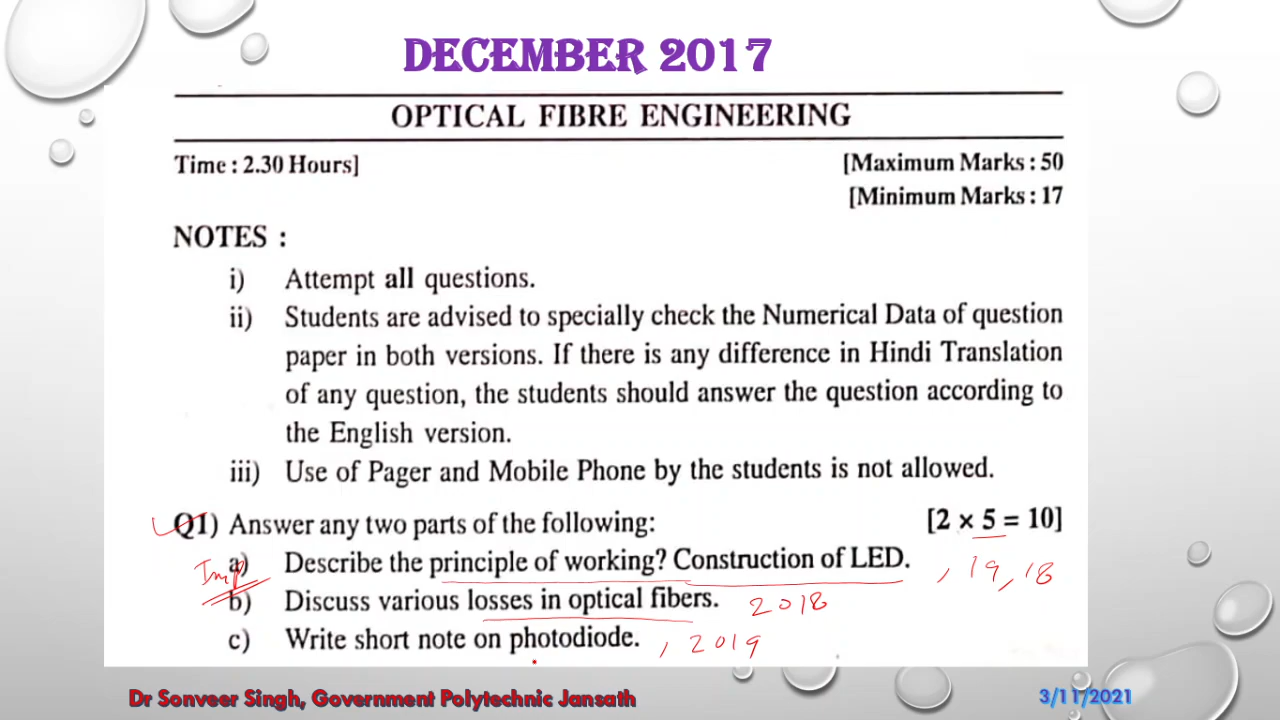 DECEMBER 2017
OPTICAL FIBRE ENGINEERING
Time : 2.30 Hours] [Maximum Marks : 50
[Minimum Marks : 17
NOTES :
i) Attempt all questions.
ii) Students are advised to specially check the Numerical Data of question
paper in both versions. If there is any difference in Hindi Translation
of any question, the students should answer the question according to
the English version.
iii) Use of Pager and Mobile Phone by the students is not allowed.
Q1) Answer any two parts of the following: [2 × 5 = 10]
Imp a) Describe the principle of working? Construction of LED. , 19, 18
b) Discuss various losses in optical fibers. 2018
c) Write short note on photodiode. , 2019
Dr Sonveer Singh, Government Polytechnic Jansath 3/11/2021